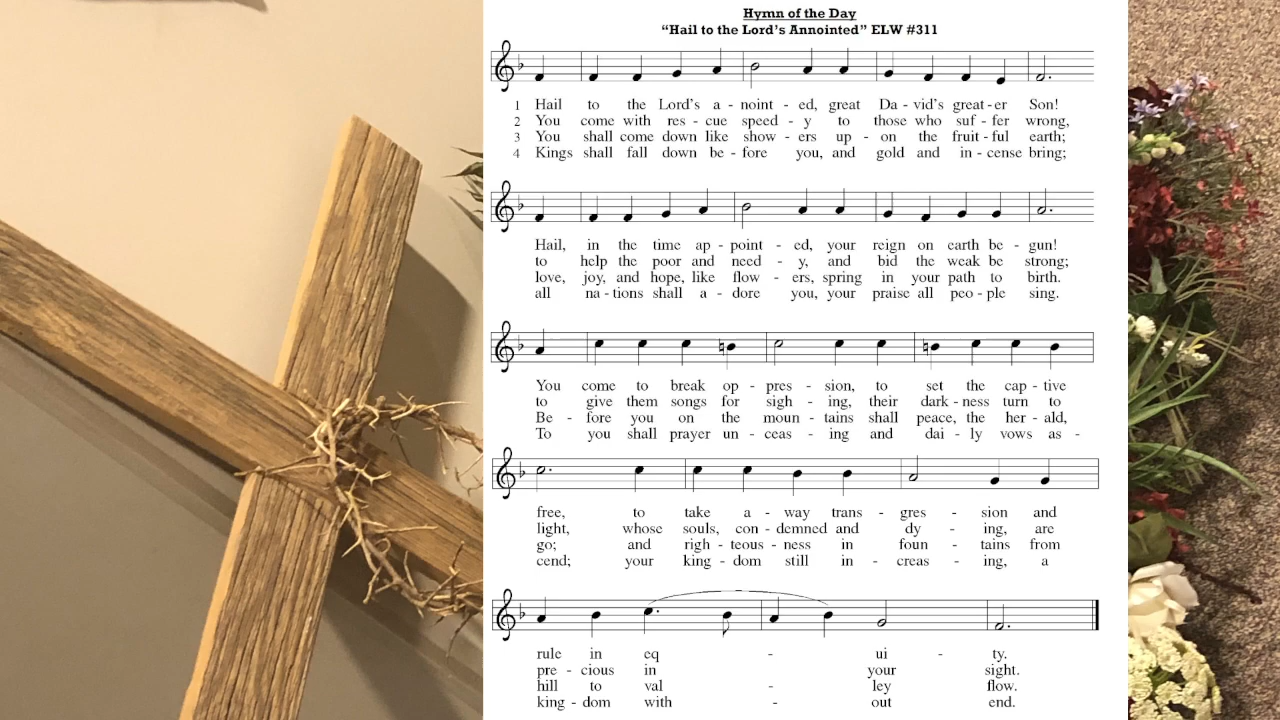 Hymn of the Day
“Hail to the Lord’s Annointed” ELW #311
1 Hail to the Lord’s a - noint - ed, great Da - vid’s great - er Son!
2 You come with res - cue speed - y to those who suf - fer wrong,
3 You shall come down like show - ers up - on the fruit - ful earth;
4 Kings shall fall down be - fore you, and gold and in - cense bring;
Hail, in the time ap - point - ed, your reign on earth be - gun!
to help the poor and need - y, and bid the weak be strong;
love, joy, and hope, like flow - ers, spring in your path to birth.
all na - tions shall a - dore you, your praise all peo - ple sing.
You come to break op - pres - sion, to set the cap - tive
to give them songs for sigh - ing, their dark - ness turn to
Be - fore you on the moun - tains shall peace, the her - ald,
To you shall prayer un - ceas - ing and dai - ly vows as -
free, to take a - way trans - gres - sion and
light, whose souls, con - demned and dy - ing, are
go; and righ - teous - ness in foun - tains from
cend; your king - dom still in - creas - ing, a
rule in eq - ui - ty.
pre - cious in your sight.
hill to val - ley flow.
king - dom with - out end.